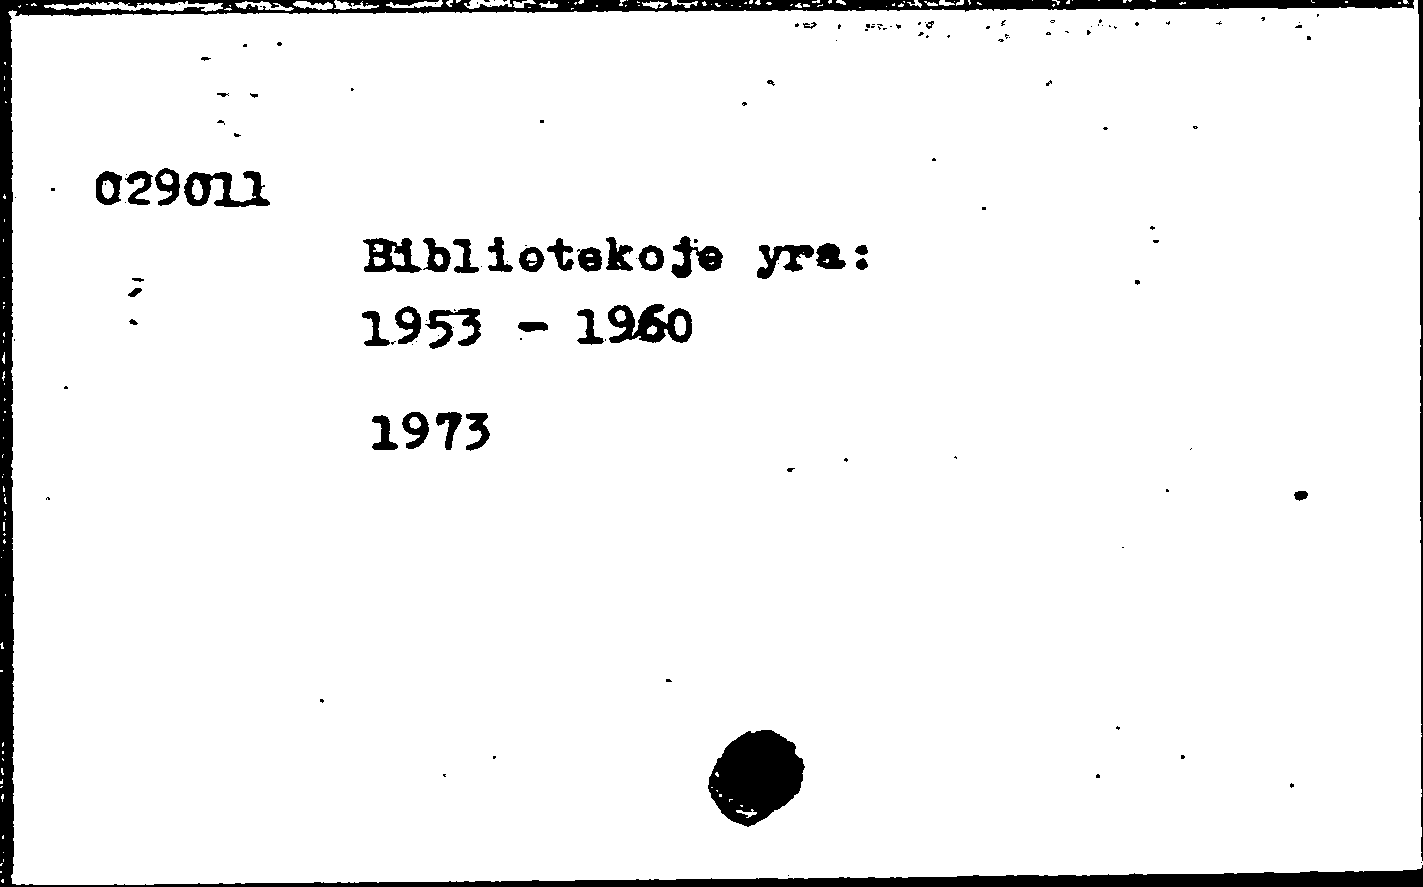 029011
Bibliotekoje yra:
1953 - 1960
1973